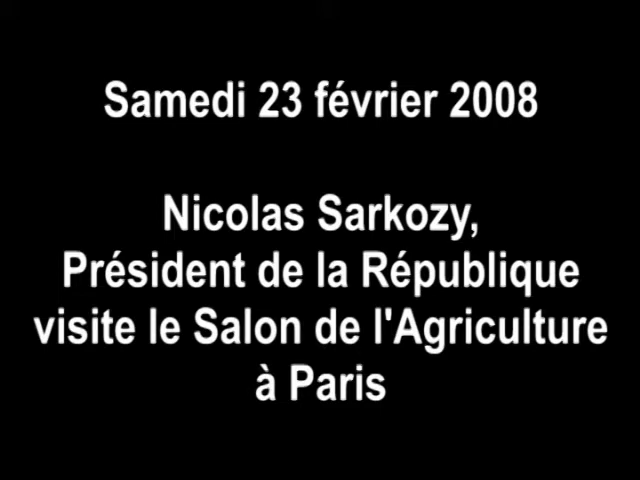 Samedi 23 février 2008
Nicolas Sarkozy,
Président de la République
visite le Salon de l'Agriculture
à Paris